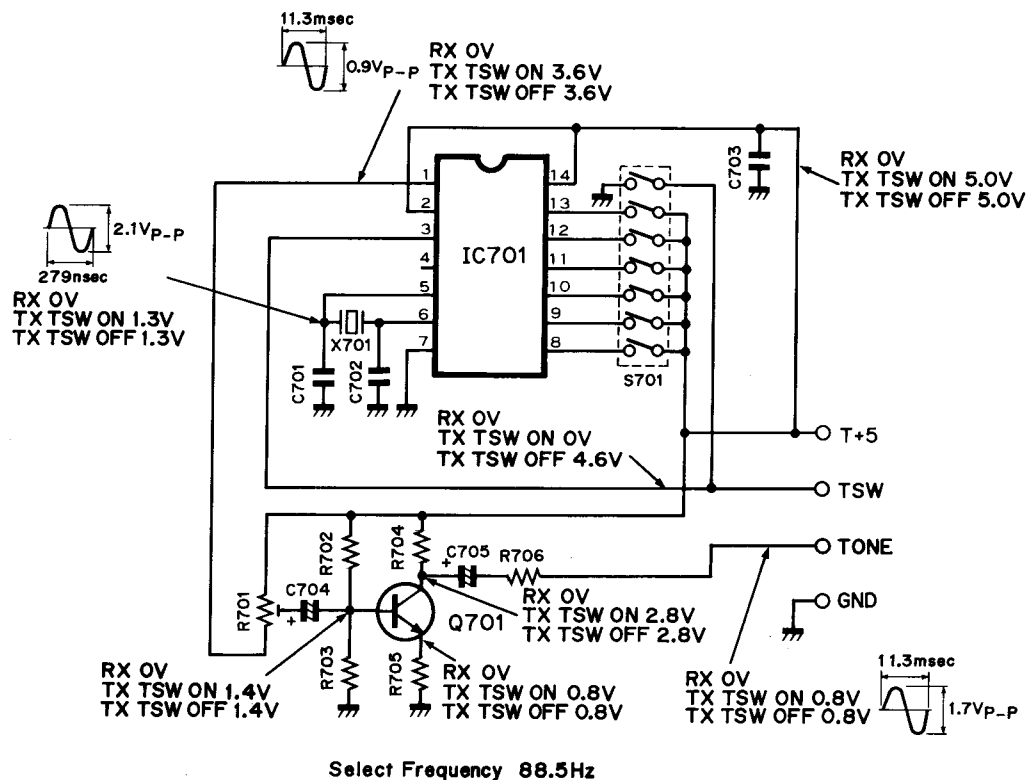 11.3msec
0.9VP-P
RX 0V
TX TSW ON 3.6V
TX TSW OFF 3.6V
1
2
3
4
5
6
7
14
13
12
11
10
9
8
IC701
C703
RX 0V
TX TSW ON 5.0V
TX TSW OFF 5.0V
2.1VP-P
279nsec
RX 0V
TX TSW ON 1.3V
TX TSW OFF 1.3V
X701
C701
C702
S701
RX 0V
TX TSW ON 0V
TX TSW OFF 4.6V
T+5
TSW
TONE
GND
R702
R704
C705
R706
+
R701
C704
+
Q701
R703
R705
RX 0V
TX TSW ON 2.8V
TX TSW OFF 2.8V
RX 0V
TX TSW ON 1.4V
TX TSW OFF 1.4V
RX 0V
TX TSW ON 0.8V
TX TSW OFF 0.8V
RX 0V
TX TSW ON 0.8V
TX TSW OFF 0.8V
11.3msec
1.7VP-P
Select Frequency 88.5Hz